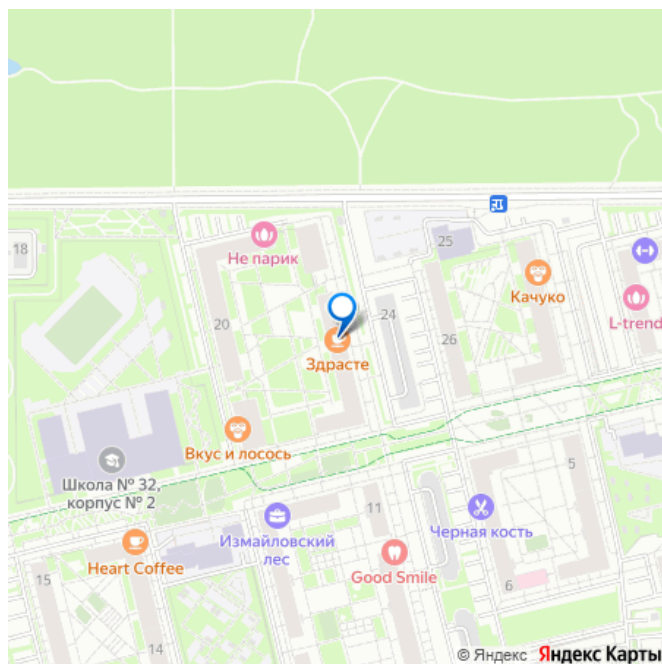 18
Не парик
25
Качуко
L-trend
20
24
26
Здрасте
Вкус и лосось
Школа № 32,
корпус № 2
5
11
Измайловский
лес
Черная кость
Heart Coffee
Good Smile
15
14
6
© Яндекс Яндекс Карты